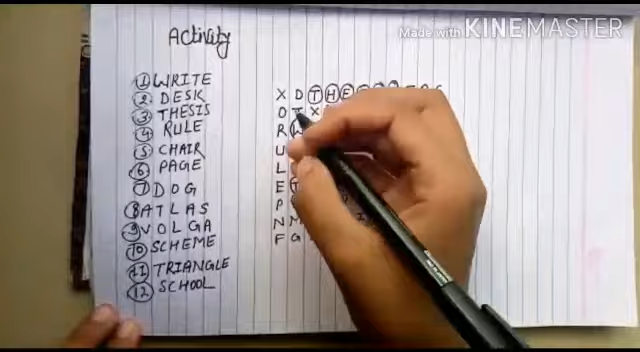 Made with KINEMASTER
Activity
1 WRITE
2 DESK
3 THESIS
4 RULE
5 CHAIR
6 PAGE
7 DOG
8 ATLAS
9 VOLGA
10 SCHEME
11 TRIANGLE
12 SCHOOL
X D T H E
O
R W
U
L
E
P
N M
F G